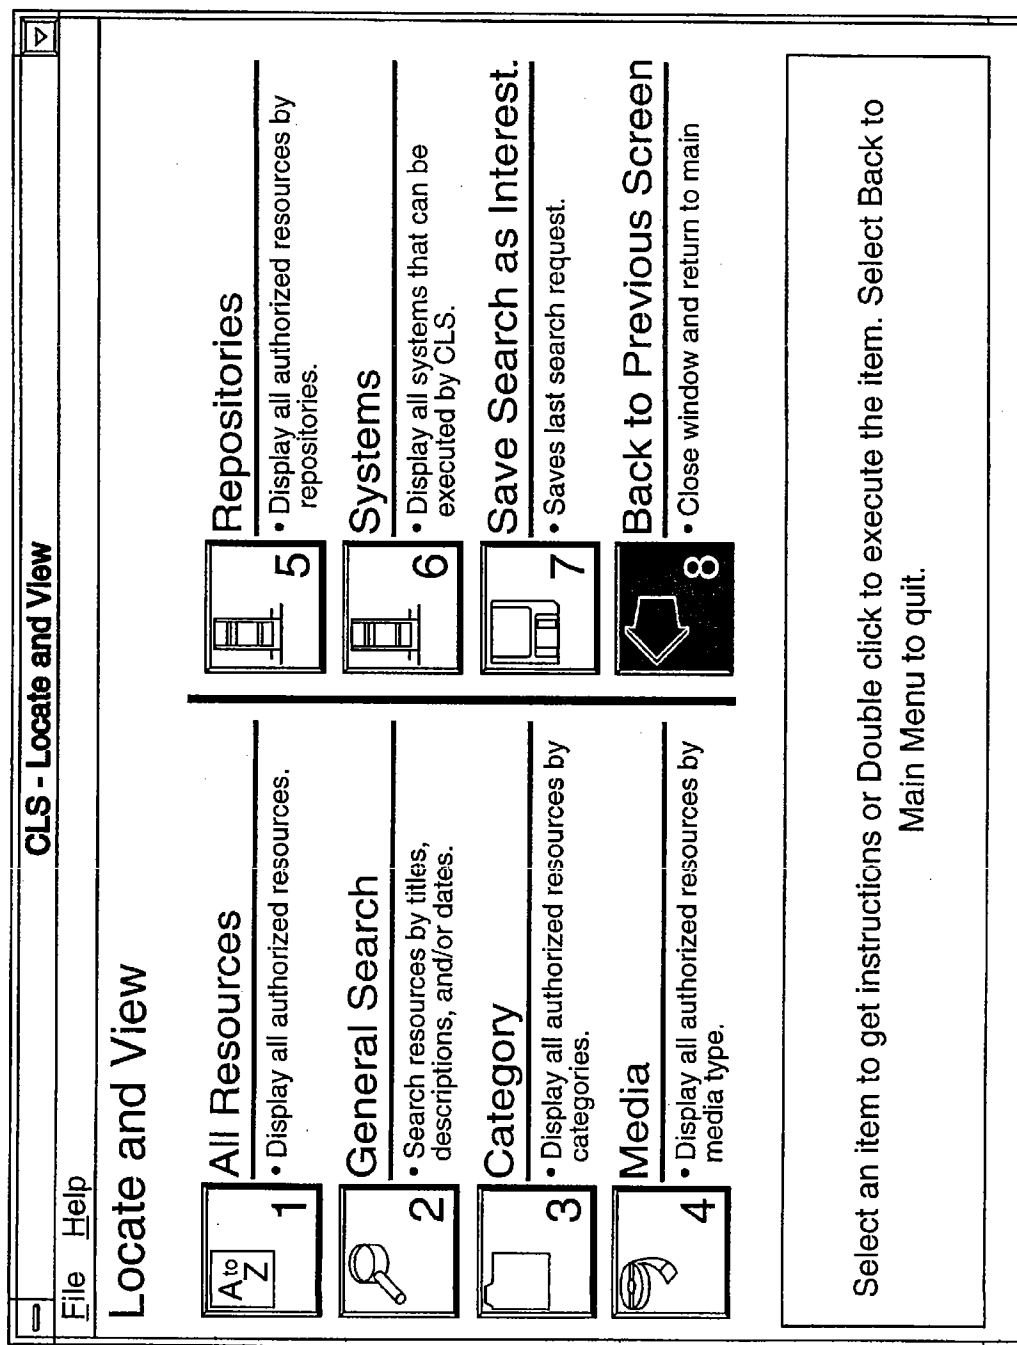 CLS - Locate and View
File Help
Locate and View
A to Z
1
All Resources
• Display all authorized resources.
2
General Search
• Search resources by titles,
descriptions, and/or dates.
3
Category
• Display all authorized resources by
categories.
4
Media
• Display all authorized resources by
media type.
5
Repositories
• Display all authorized resources by
repositories.
6
Systems
• Display all systems that can be
executed by CLS.
7
Save Search as Interest.
• Saves last search request.
8
Back to Previous Screen
• Close window and return to main
Select an item to get instructions or Double click to execute the item. Select Back to
Main Menu to quit.